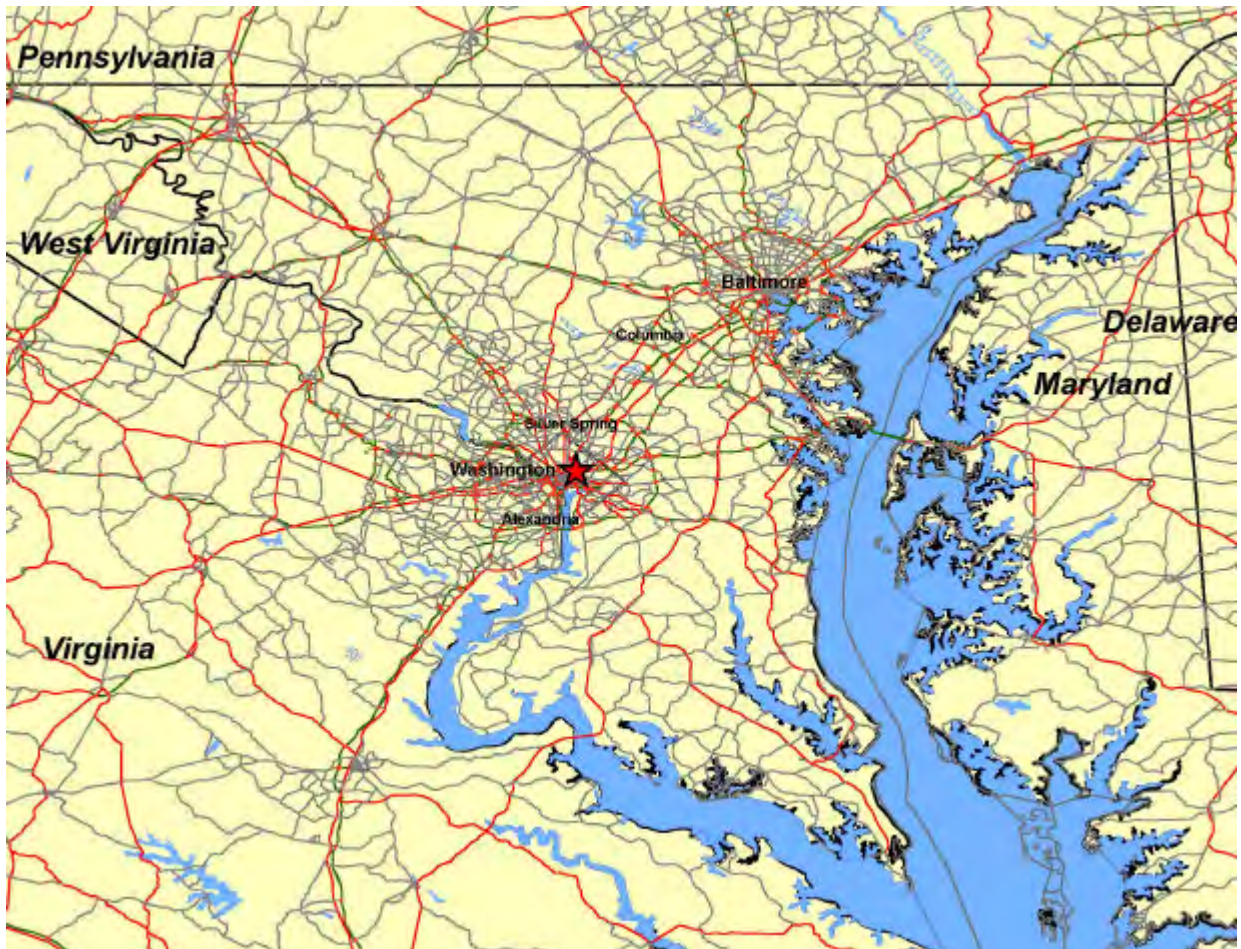 Pennsylvania
West Virginia
Baltimore
Delaware
Columbia
Maryland
Silver Spring
Washington
Alexandria
Virginia